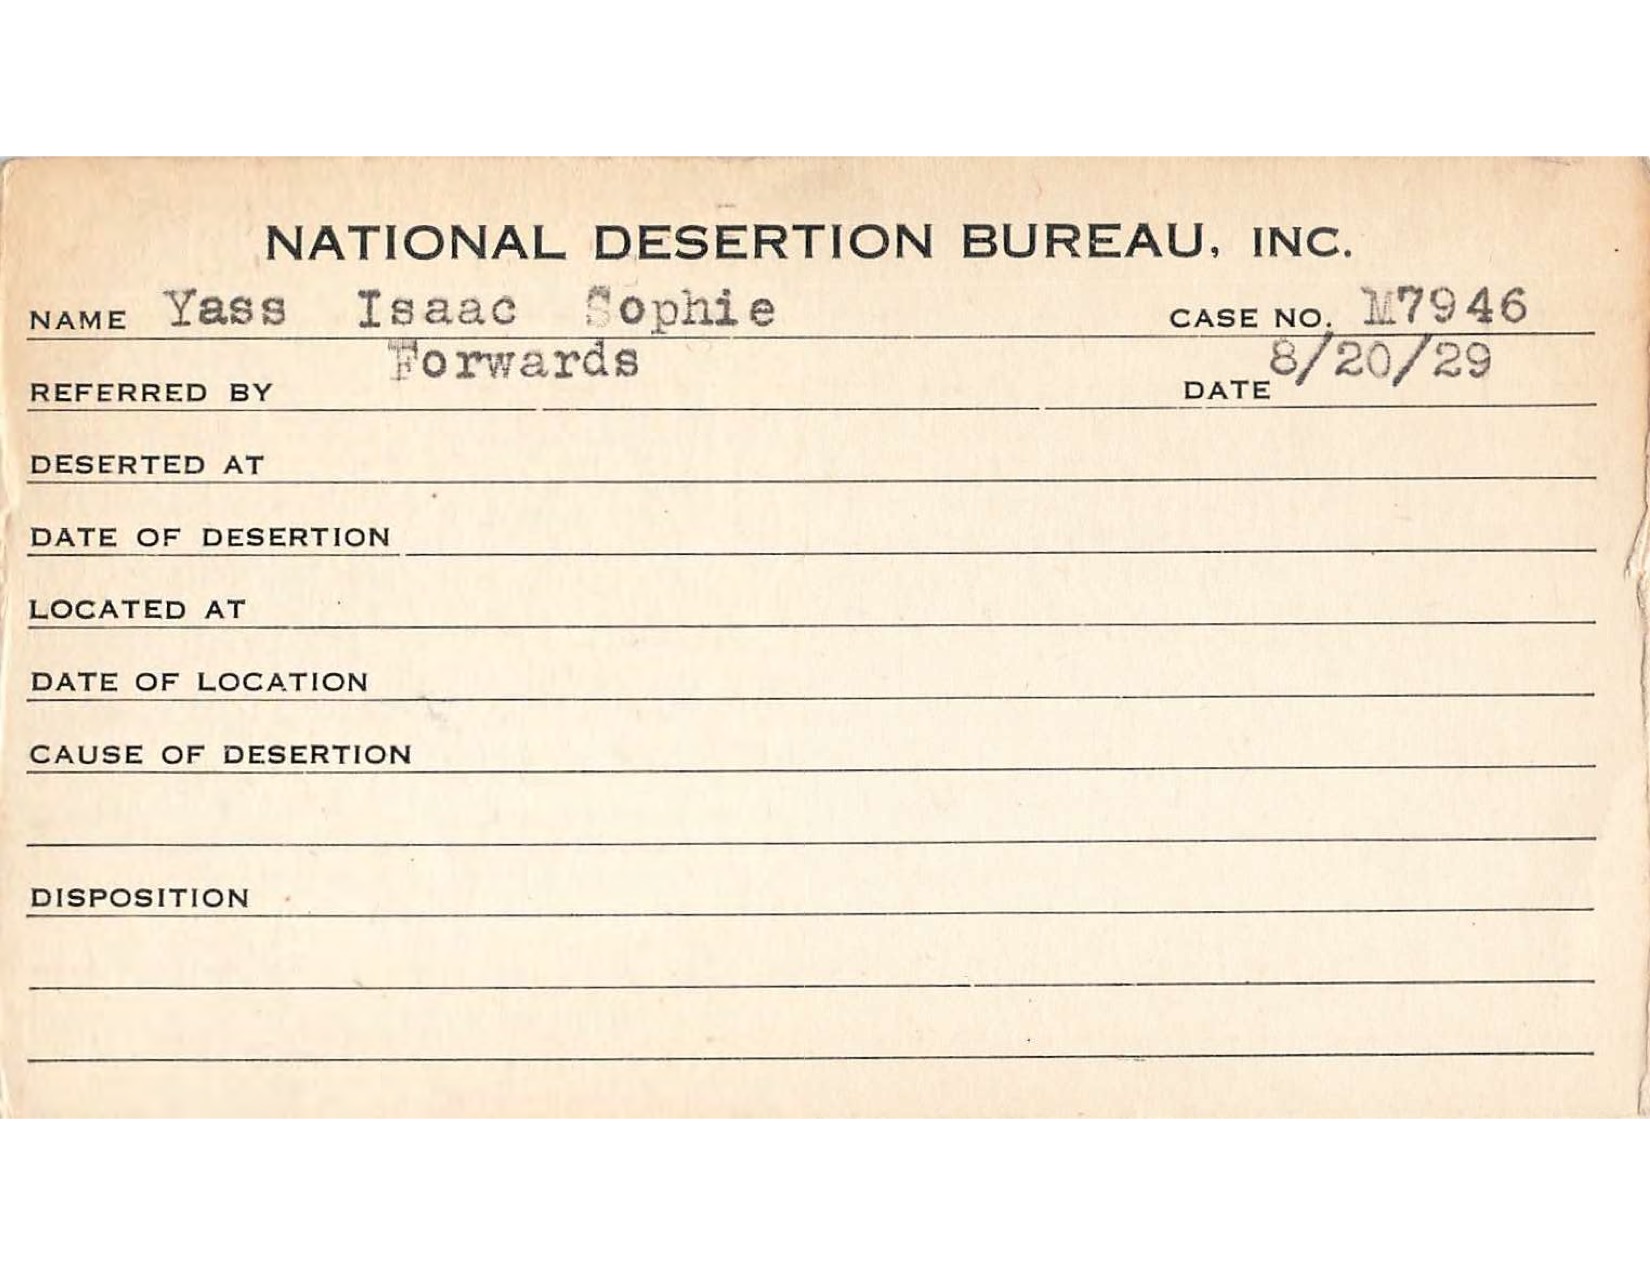 NATIONAL DESERTION BUREAU, INC.
NAME Yass Isaac Sophie CASE NO. M7946
REFERRED BY Forwards DATE 8/20/29
DESERTED AT
DATE OF DESERTION
LOCATED AT
DATE OF LOCATION
CAUSE OF DESERTION
DISPOSITION